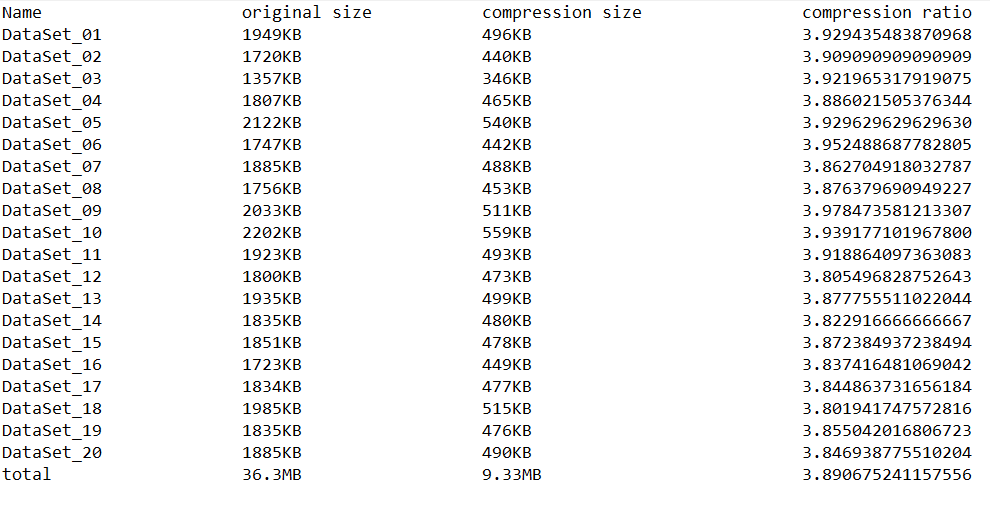 Name original size compression size compression ratio
DataSet_01 1949KB 496KB 3.929435483870968
DataSet_02 1720KB 440KB 3.909090909090909
DataSet_03 1357KB 346KB 3.921965317919075
DataSet_04 1807KB 465KB 3.886021505376344
DataSet_05 2122KB 540KB 3.929629629629630
DataSet_06 1747KB 442KB 3.952488687782805
DataSet_07 1885KB 488KB 3.862704918032787
DataSet_08 1756KB 453KB 3.876379690949227
DataSet_09 2033KB 511KB 3.978473581213307
DataSet_10 2202KB 559KB 3.939177101967800
DataSet_11 1923KB 493KB 3.918864097363083
DataSet_12 1800KB 473KB 3.805496828752643
DataSet_13 1935KB 499KB 3.877755511022044
DataSet_14 1835KB 480KB 3.822916666666667
DataSet_15 1851KB 478KB 3.872384937238494
DataSet_16 1723KB 449KB 3.837416481069042
DataSet_17 1834KB 477KB 3.844863731656184
DataSet_18 1985KB 515KB 3.801941747572816
DataSet_19 1835KB 476KB 3.855042016806723
DataSet_20 1885KB 490KB 3.846938775510204
total 36.3MB 9.33MB 3.890675241157556